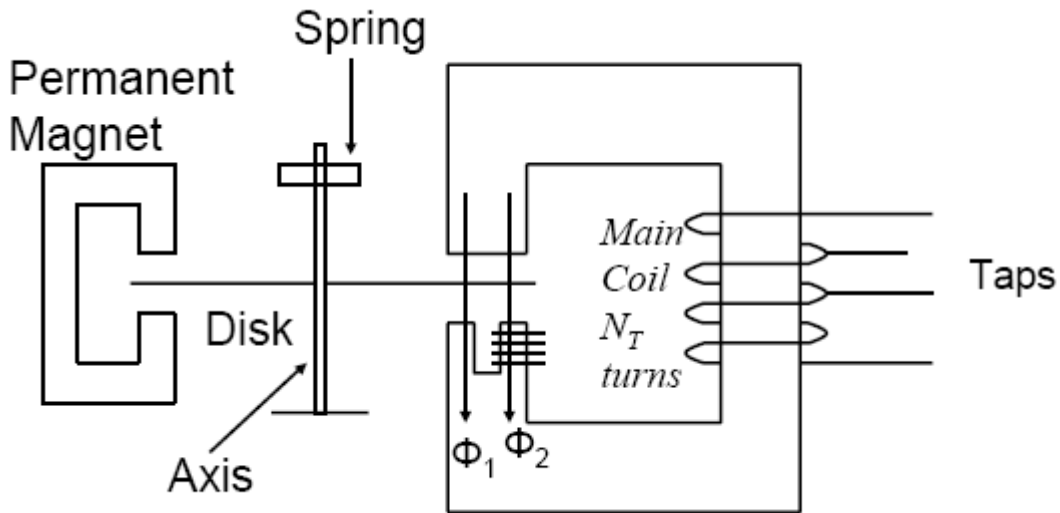 Spring
Permanent
Magnet
Main
Coil
N_T
turns
Taps
Disk
Axis
Φ₁
Φ₂